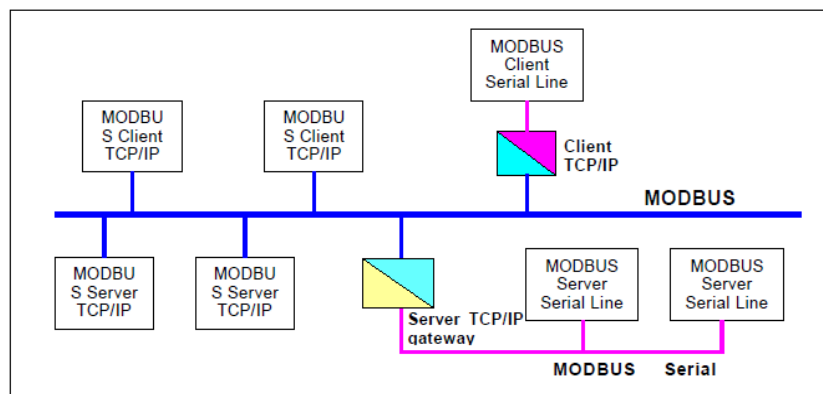 MODBUS
Client
Serial Line
MODBU
S Client
TCP/IP
MODBU
S Client
TCP/IP
Client
TCP/IP
MODBUS
MODBU
S Server
TCP/IP
MODBU
S Server
TCP/IP
Server TCP/IP
gateway
MODBUS
Server
Serial Line
MODBUS
Server
Serial Line
MODBUS Serial